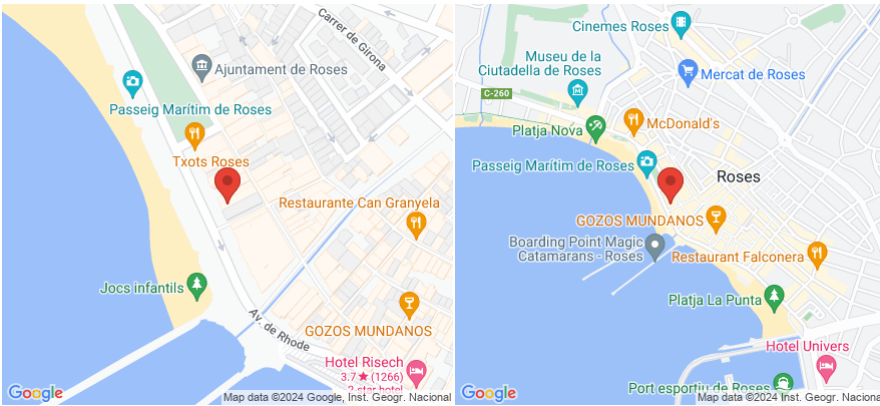 Carrer de Girona
Ajuntament de Roses
Passeig Marítim de Roses
Txots Roses
Restaurante Can Granyela
Jocs infantils
Av. de Rhode
GOZOS MUNDANOS
Hotel Risech
3.7★ (1266)
2-star hotel
Google
Map data ©2024 Google, Inst. Geogr. Nacional
Cinemes Roses
Museu de la
Ciutadella de Roses
Mercat de Roses
C-260
McDonald's
Platja Nova
Passeig Marítim de Roses
Roses
GOZOS MUNDANOS
Boarding Point Magic
Catamarans - Roses
Restaurant Falconera
Platja La Punta
Hotel Univers
Port esportiu de Roses
Google
Map data ©2024 Inst. Geogr. Naciona